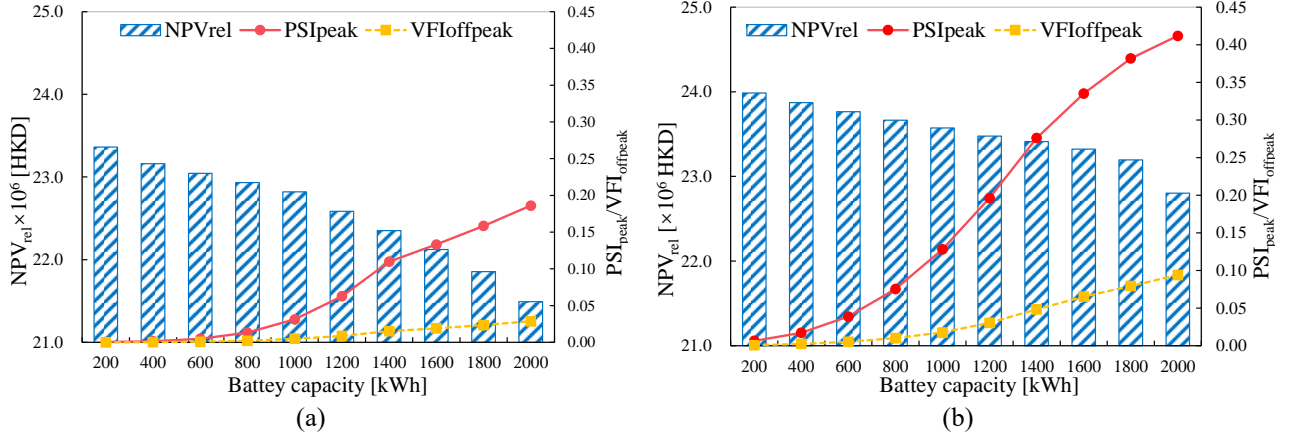 (a)
NPVrel PSIpeak VFIoffpeak
25.0
24.0
23.0
22.0
21.0
NPVrel×10⁶ [HKD]
0.45
0.40
0.35
0.30
0.25
0.20
0.15
0.10
0.05
0.00
PSIpeak/VFIoffpeak
200 400 600 800 1000 1200 1400 1600 1800 2000
Battey capacity [kWh]
(a)
NPVrel PSIpeak VFIoffpeak
25.0
24.0
23.0
22.0
21.0
NPVrel [×10⁶ HKD]
0.45
0.40
0.35
0.30
0.25
0.20
0.15
0.10
0.05
0.00
PSIpeak/VFIoffpeak
200 400 600 800 1000 1200 1400 1600 1800 2000
Battey capacity [kWh]
(b)